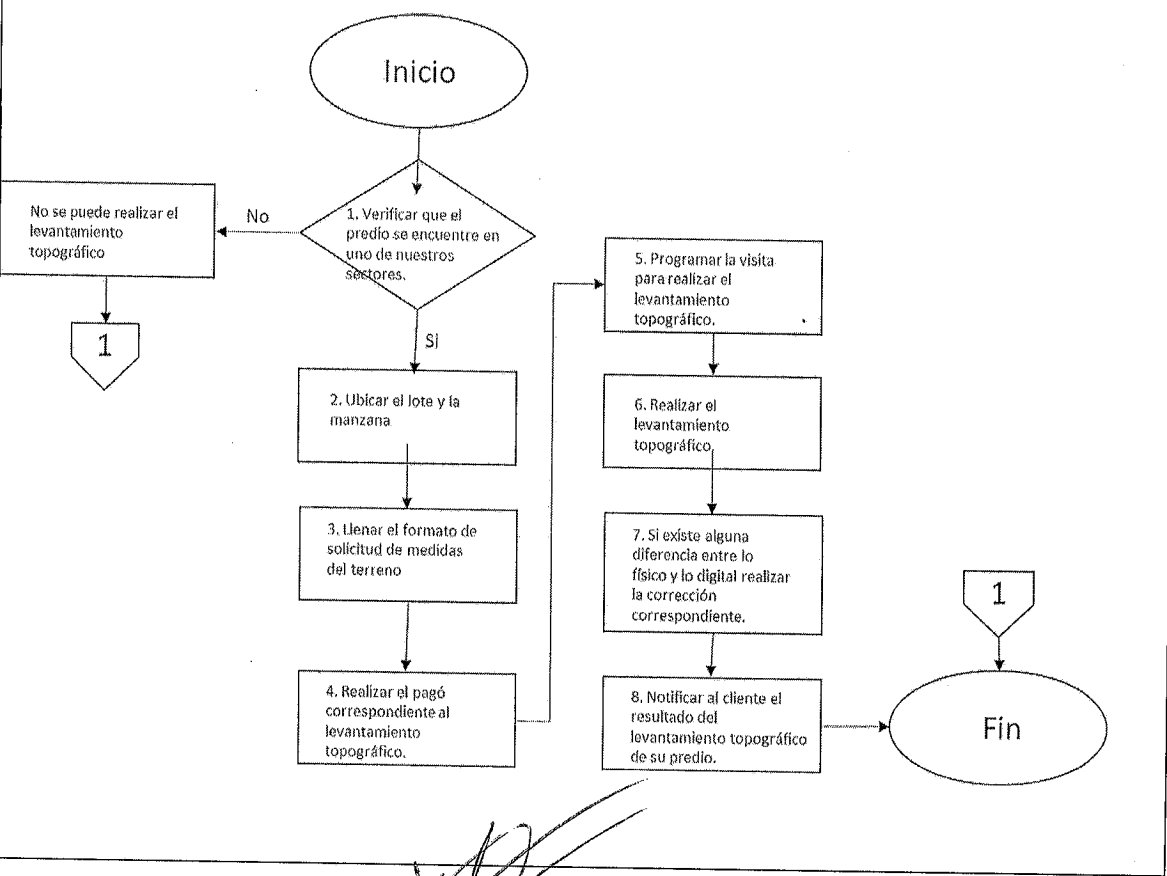 Inicio
No se puede realizar el
levantamiento
topográfico
No
1. Verificar que el
predio se encuentre en
uno de nuestros
sectores.
Si
1
2. Ubicar el lote y la
manzana
3. Llenar el formato de
solicitud de medidas
del terreno
4. Realizar el pagó
correspondiente al
levantamiento
topográfico.
5. Programar la visita
para realizar el
levantamiento
topográfico.
6. Realizar el
levantamiento
topográfico.
7. Si existe alguna
diferencia entre lo
físico y lo digital realizar
la corrección
correspondiente.
8. Notificar al cliente el
resultado del
levantamiento topográfico
de su predio.
1
Fin